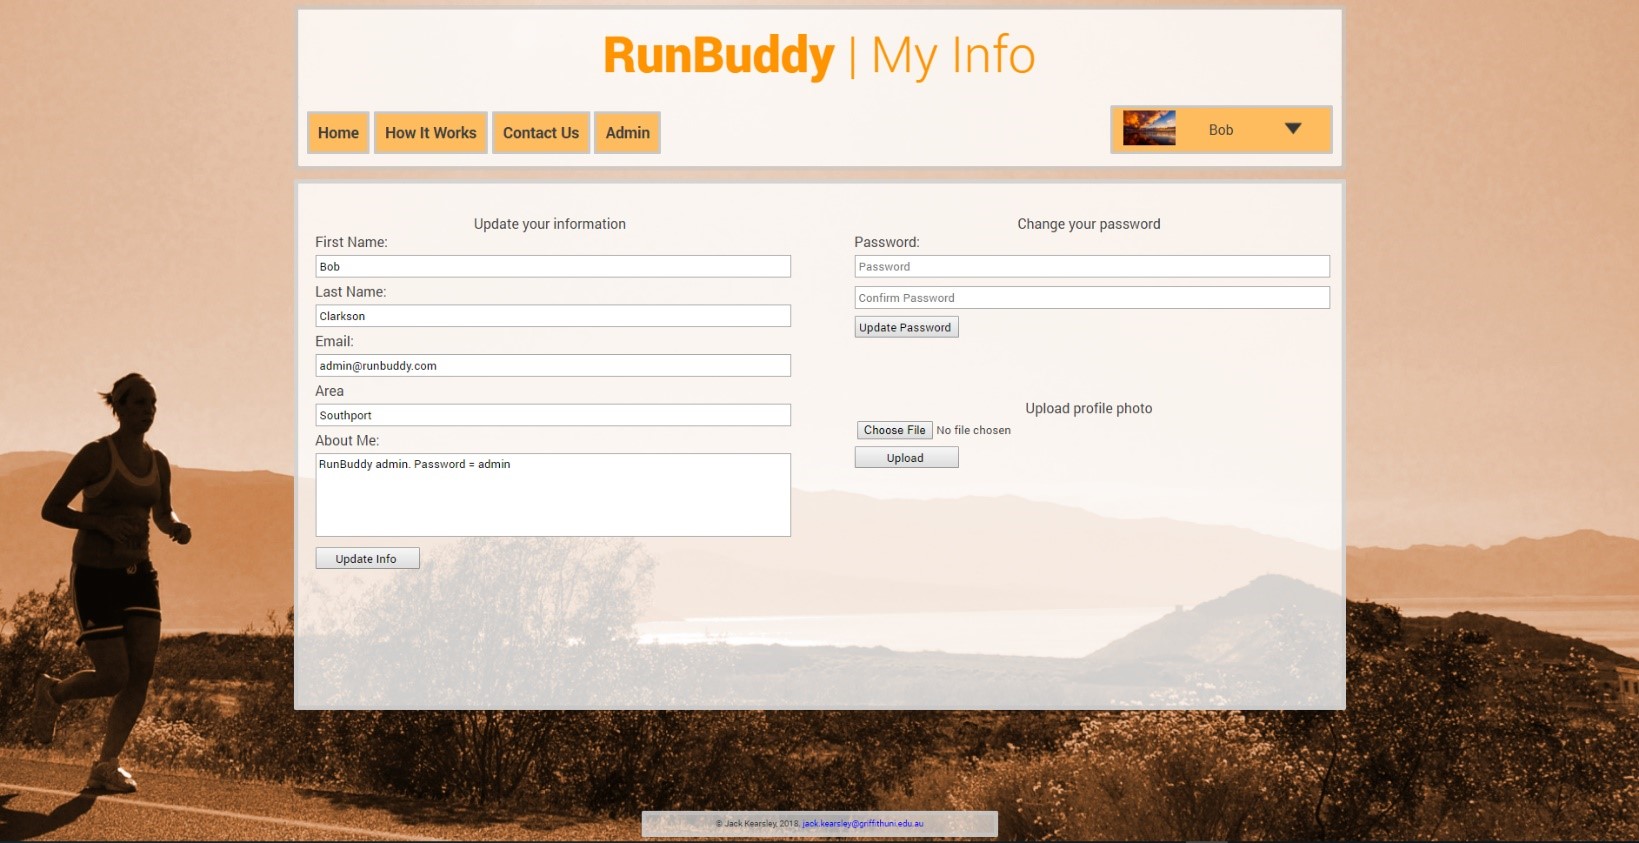 RunBuddy | My Info
Home
How It Works
Contact Us
Admin
Bob
Update your information
First Name:
Bob
Last Name:
Clarkson
Email:
admin@runbuddy.com
Area
Southport
About Me:
RunBuddy admin. Password = admin
Update Info
Change your password
Password:
Password
Confirm Password
Update Password
Upload profile photo
Choose File No file chosen
Upload
© Jack Kearsley, 2018, jack.kearsley@griffithuni.edu.au